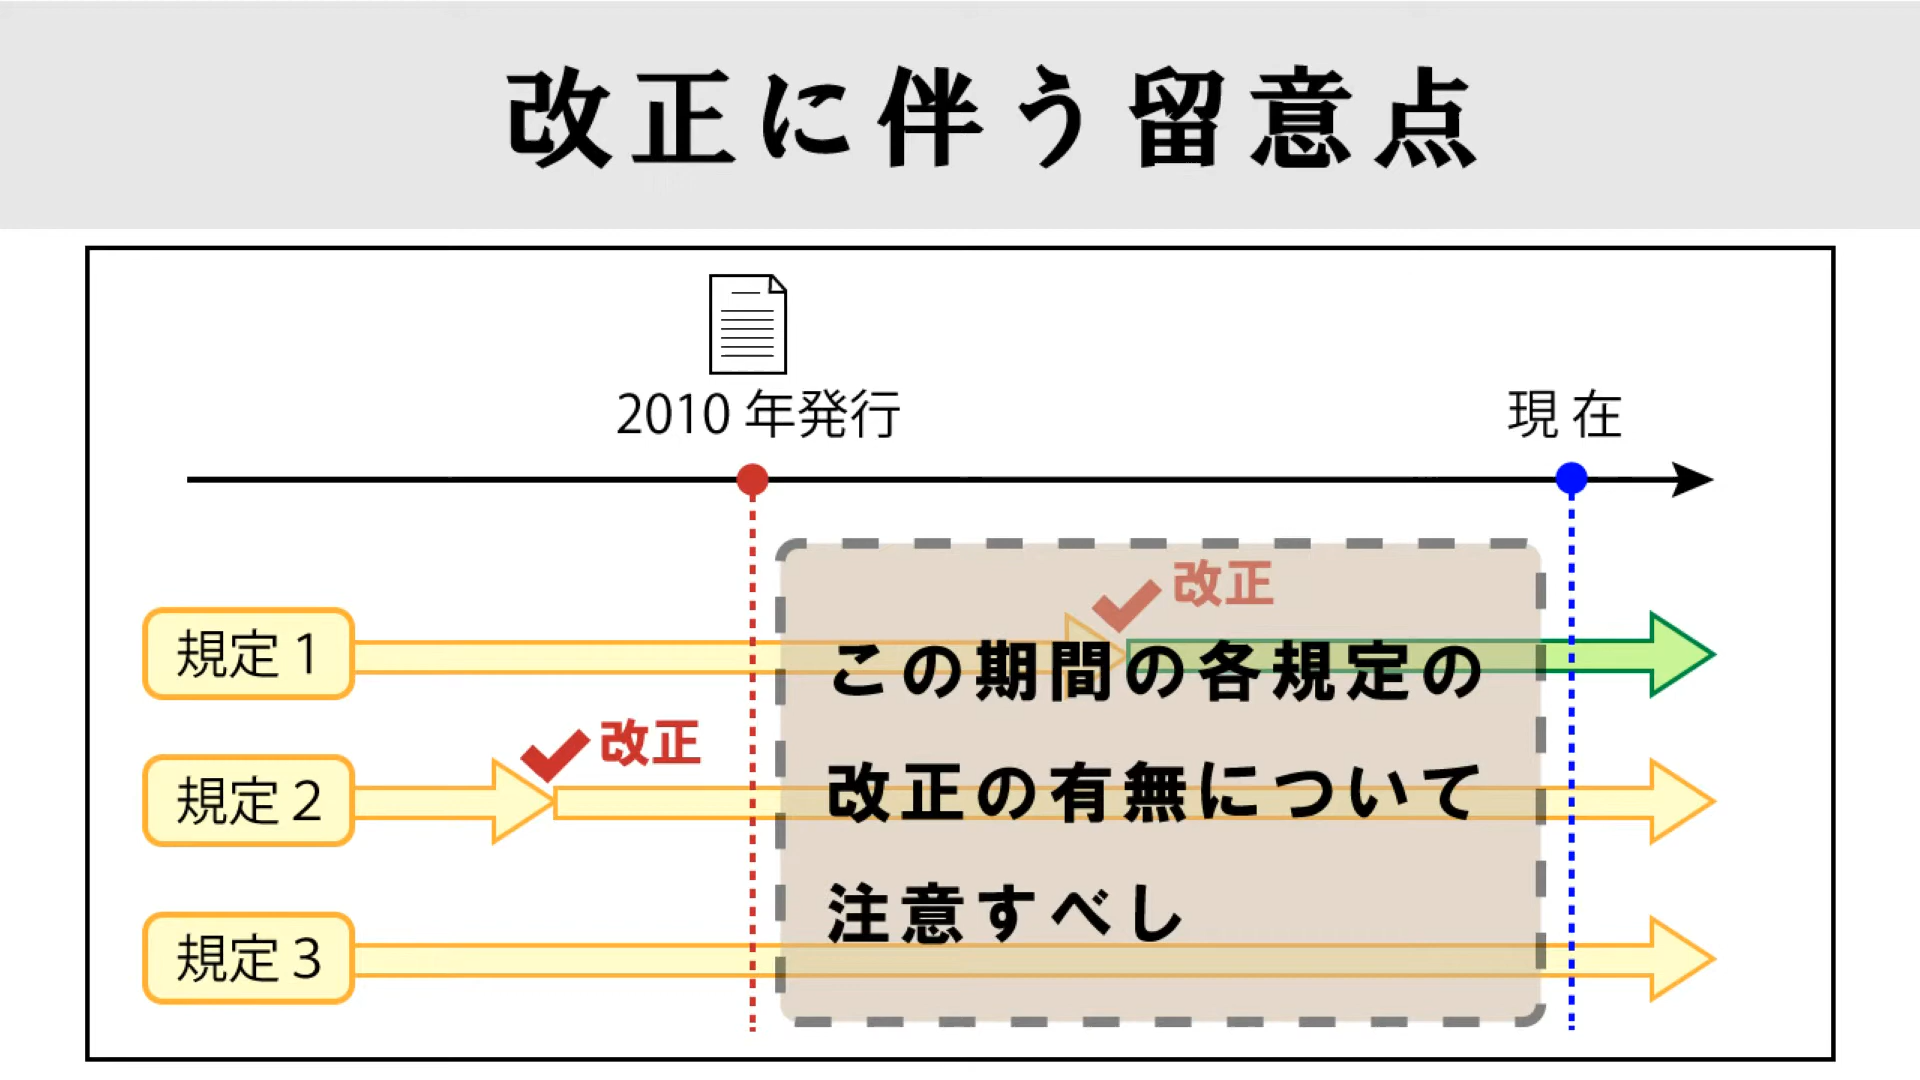 改正に伴う留意点
2010年発行
現在
改正
規定1
この期間の各規定の
改正
規定2
改正の有無について
注意すべし
規定3